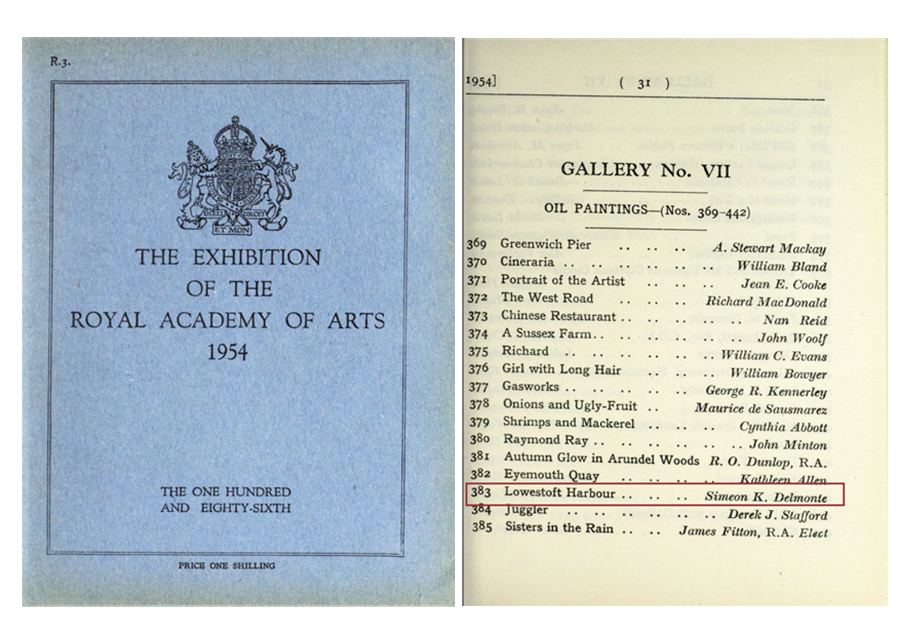 R.3.
DIEU ET MON DROIT
THE EXHIBITION
OF THE
ROYAL ACADEMY OF ARTS
1954
THE ONE HUNDRED
AND EIGHTY-SIXTH
PRICE ONE SHILLING
1954] ( 31 )
GALLERY No. VII
OIL PAINTINGS—(Nos. 369-442)
369 Greenwich Pier .. .. .. A. Stewart Mackay
370 Cineraria .. .. .. .. William Bland
371 Portrait of the Artist .. .. .. Jean E. Cooke
372 The West Road .. .. .. Richard MacDonald
373 Chinese Restaurant .. .. .. .. Nan Reid
374 A Sussex Farm .. .. .. .. John Woolf
375 Richard .. .. .. .. .. William C. Evans
376 Girl with Long Hair .. .. .. William Bowyer
377 Gasworks .. .. .. .. George R. Kennerley
378 Onions and Ugly-Fruit .. Maurice de Sausmarez
379 Shrimps and Mackerel .. .. Cynthia Abbott
380 Raymond Ray .. .. .. .. .. John Minton
381 Autumn Glow in Arundel Woods R. O. Dunlop, R.A.
382 Eyemouth Quay .. .. .. .. Kathleen Allen
383 Lowestoft Harbour .. .. .. Simeon K. Delmonte
384 Juggler .. .. .. .. .. .. Derek J. Stafford
385 Sisters in the Rain .. .. James Fitton, R.A. Elect